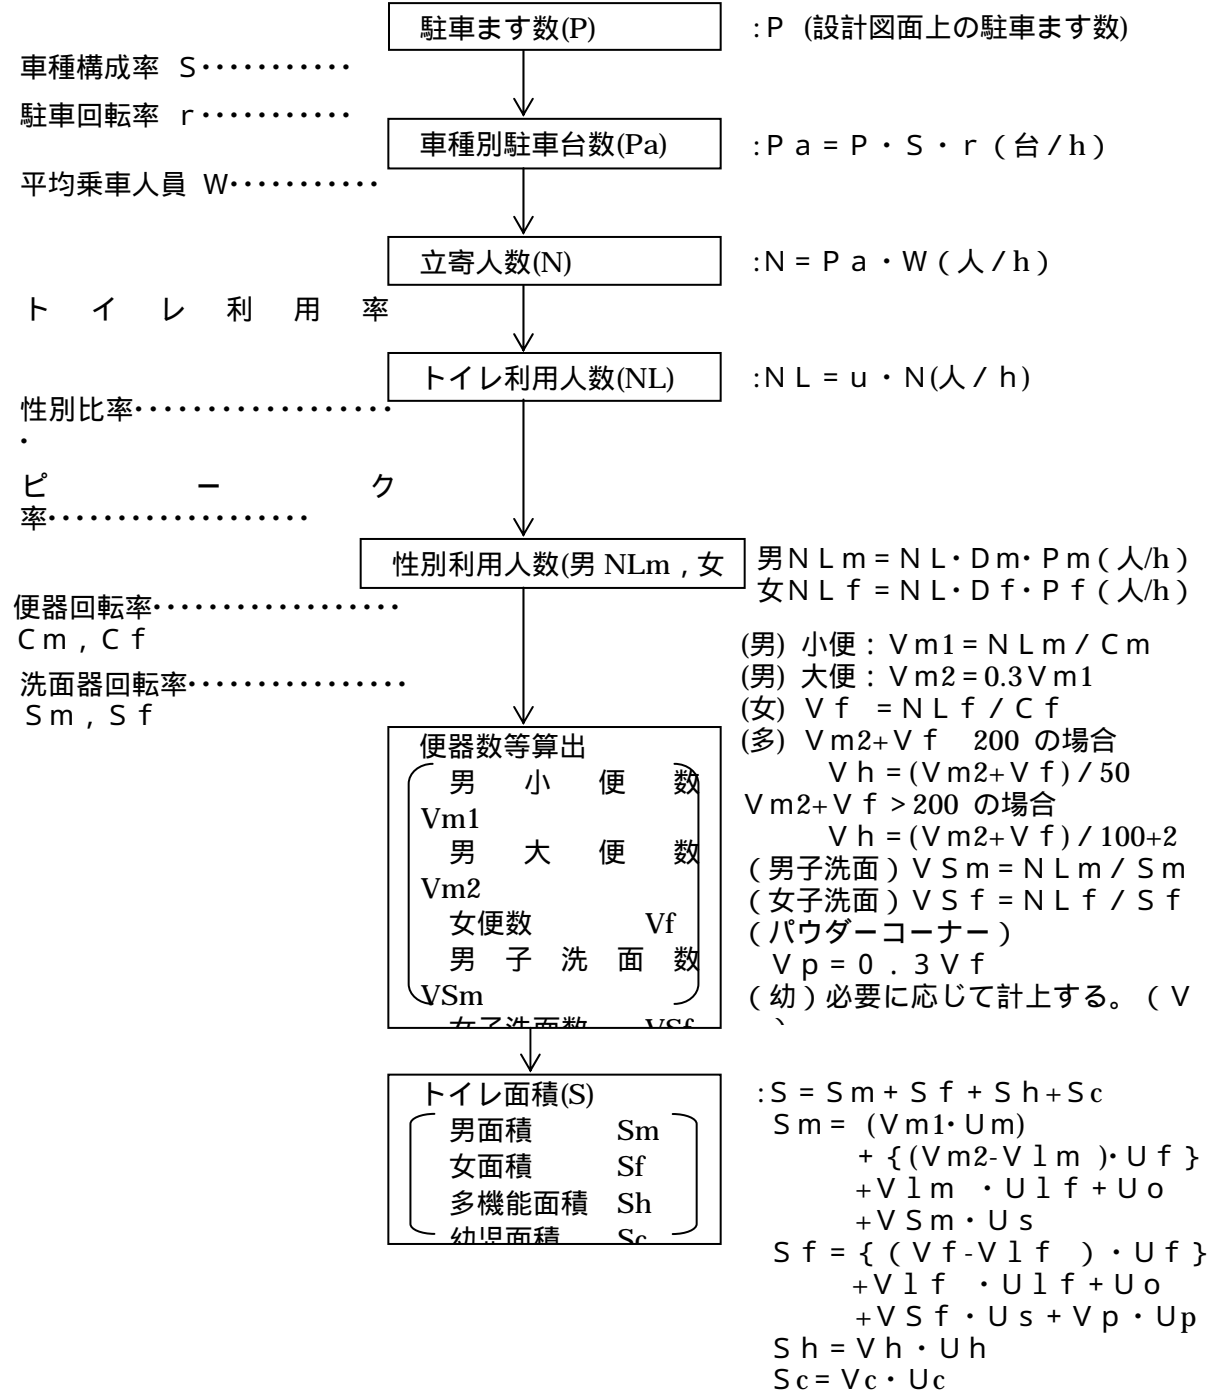 駐車ます数(P)
:Ｐ (設計図面上の駐車ます数)
車種構成率 Ｓ‥‥‥‥‥‥
駐車回転率 ｒ‥‥‥‥‥‥
車種別駐車台数(Pa)
:Ｐａ＝Ｐ・Ｓ・ｒ（台／h）
平均乗車人員 Ｗ‥‥‥‥‥‥
立寄人数(N)
:Ｎ＝Ｐａ・Ｗ（人／h）
トイレ利用率
トイレ利用人数(NL)
:ＮＬ＝ｕ・Ｎ(人／ｈ)
性別比率‥‥‥‥‥‥‥‥‥
・
ピーク
率‥‥‥‥‥‥‥‥‥‥
性別利用人数(男 NLm，女
男ＮＬｍ＝ＮＬ・Ｄｍ・Ｐｍ（人/h）
女ＮＬｆ＝ＮＬ・Ｄｆ・Ｐｆ（人/h）
便器回転率‥‥‥‥‥‥‥‥‥
Ｃｍ，Ｃｆ
洗面器回転率‥‥‥‥‥‥‥‥
Ｓｍ，Ｓｆ
(男) 小便：Ｖｍ1＝ＮＬｍ／Ｃｍ
(男) 大便：Ｖｍ2＝0.3Ｖｍ1
(女) Ｖｆ ＝ＮＬｆ／Ｃｆ
(多) Ｖｍ2+Ｖｆ 200 の場合
Ｖｈ＝(Ｖｍ2+Ｖｆ)／50
Ｖｍ2+Ｖｆ＞200 の場合
Ｖｈ＝(Ｖｍ2+Ｖｆ)／100+2
（男子洗面）ＶＳｍ＝ＮＬｍ／Ｓｍ
（女子洗面）ＶＳｆ＝ＮＬｆ／Ｓｆ
（パウダーコーナー）
Ｖｐ＝０．３Ｖｆ
（幼）必要に応じて計上する。（Ｖ
便器数等算出
男小便数
Vm1
男大便数
Vm2
女便数 Vf
男子洗面数
VSm
女子洗面数 VSf
トイレ面積(S)
男面積 Sm
女面積 Sf
多機能面積 Sh
幼児面積 Sc
:Ｓ＝Ｓｍ＋Ｓｆ＋Ｓｈ+Ｓc
Ｓｍ＝ (Ｖｍ1・Ｕｍ)
＋｛(Ｖｍ2-Ｖｌｍ )・Ｕｆ｝
+Ｖｌｍ ・Ｕｌｆ＋Ｕｏ
+ＶＳｍ・Ｕｓ
Ｓｆ＝｛（Ｖｆ-Ｖｌｆ ）・Ｕｆ｝
+Ｖｌｆ ・Ｕｌｆ＋Ｕｏ
+ＶＳｆ・Ｕｓ＋Ｖｐ・Ｕp
Ｓｈ＝Ｖｈ・Ｕｈ
Ｓc＝Ｖc・Ｕc